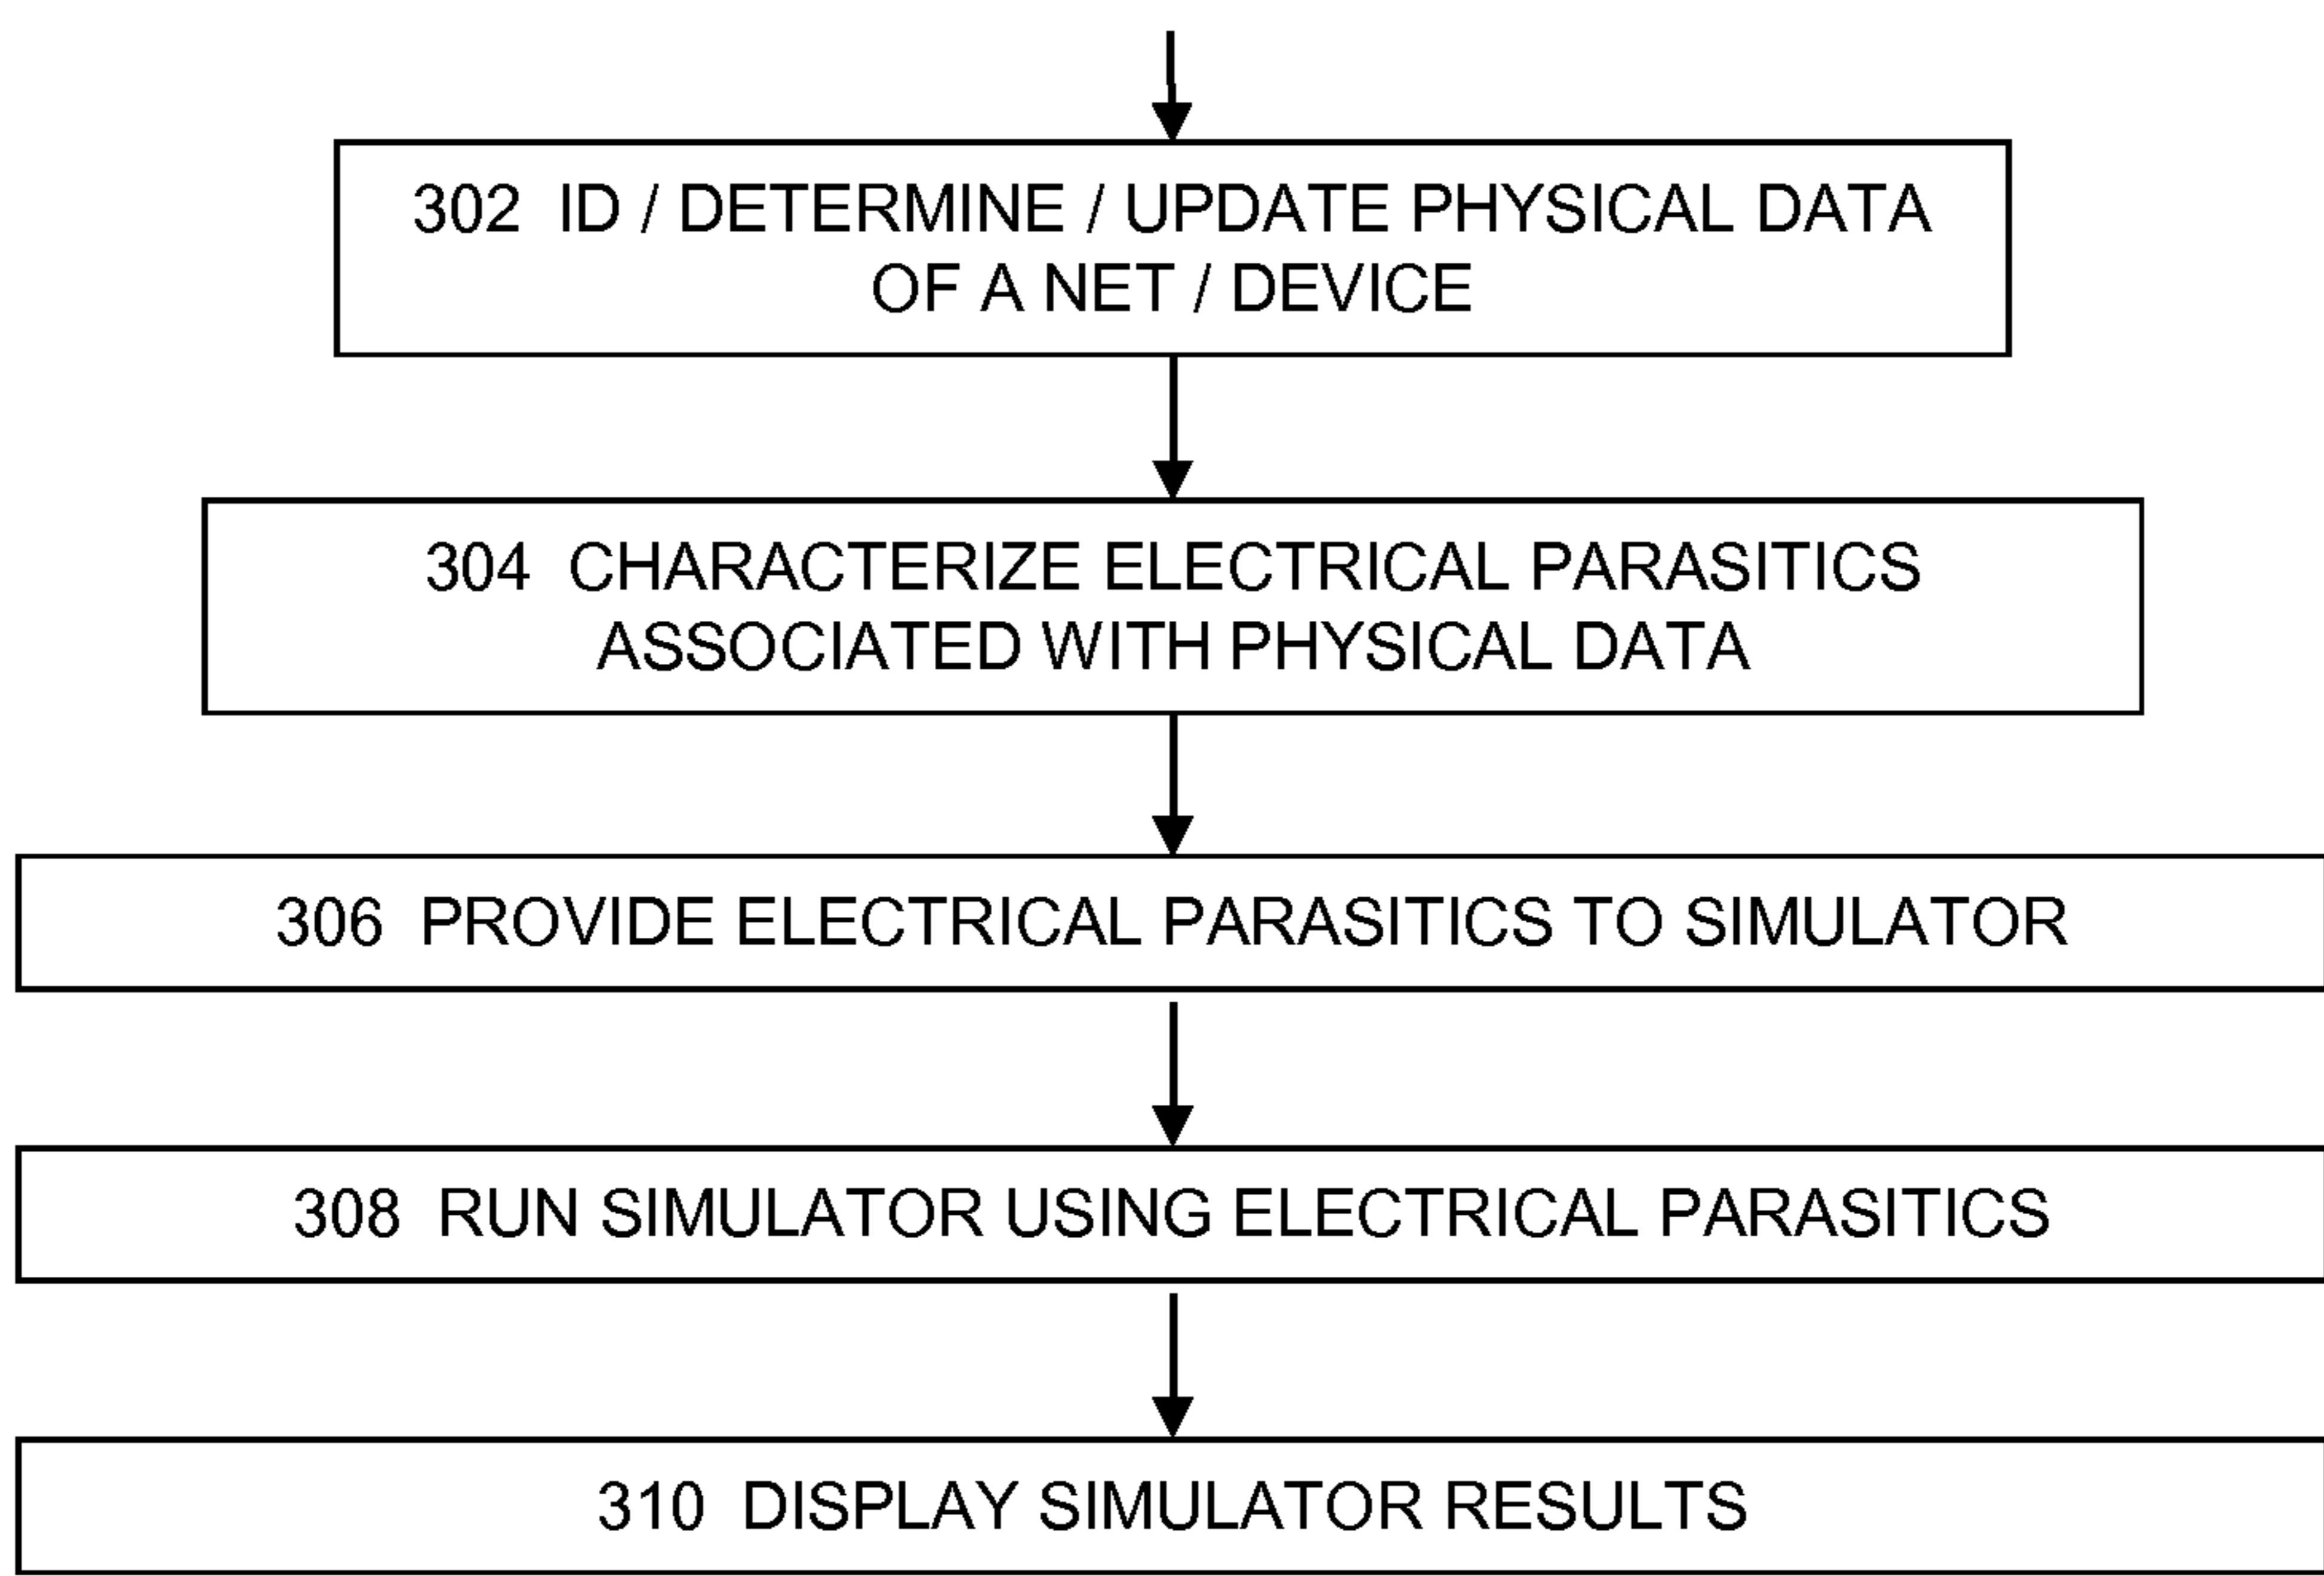 302 ID / DETERMINE / UPDATE PHYSICAL DATA
OF A NET / DEVICE
304 CHARACTERIZE ELECTRICAL PARASITICS
ASSOCIATED WITH PHYSICAL DATA
306 PROVIDE ELECTRICAL PARASITICS TO SIMULATOR
308 RUN SIMULATOR USING ELECTRICAL PARASITICS
310 DISPLAY SIMULATOR RESULTS